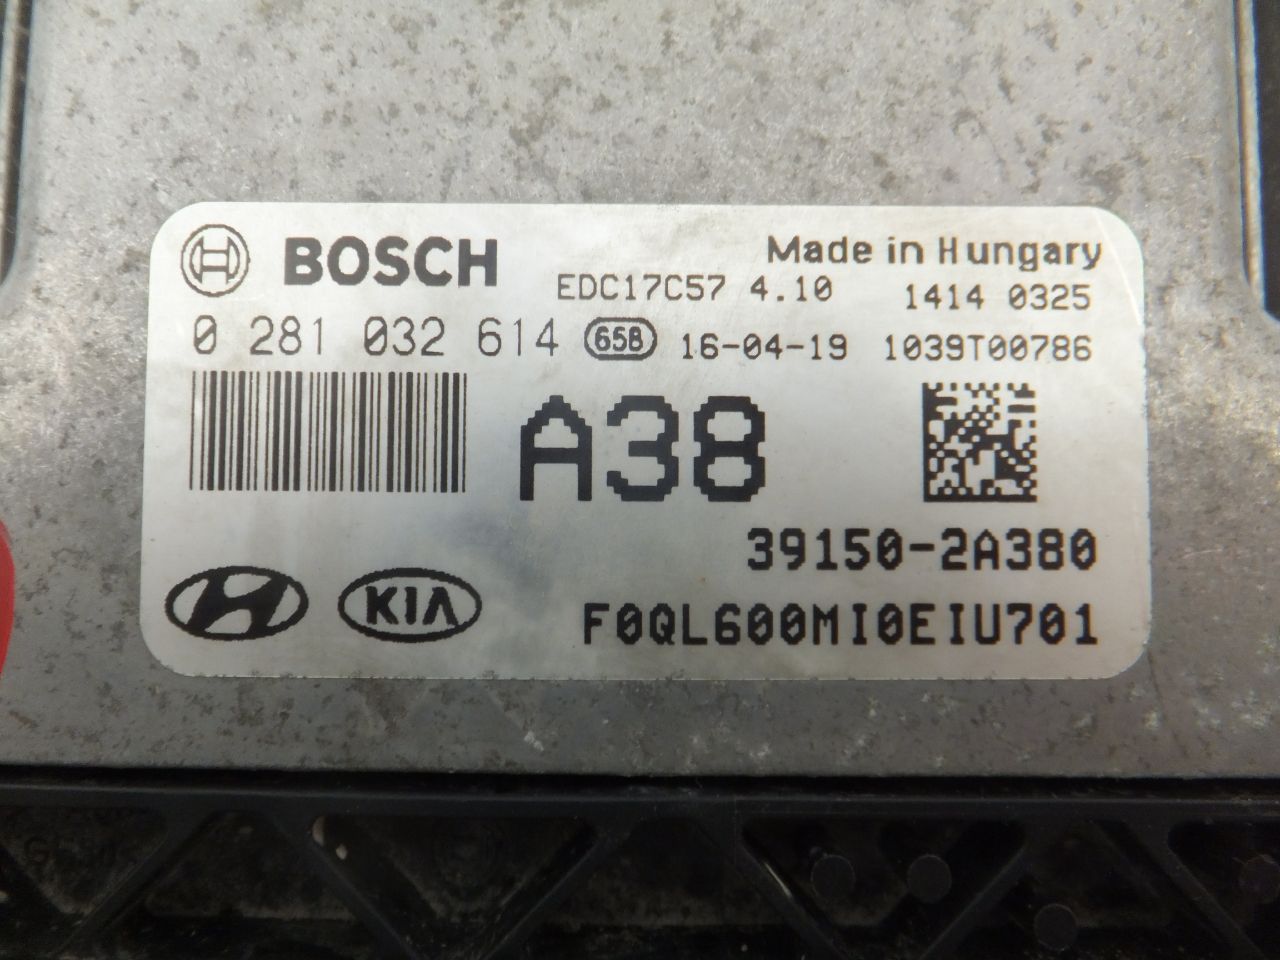 BOSCH
Made in Hungary
EDC17C57 4.10 1414 0325
0 281 032 614 658 16-04-19 1039T00786
A38
39150-2A380
KIA
F0QL600MI0EIU701